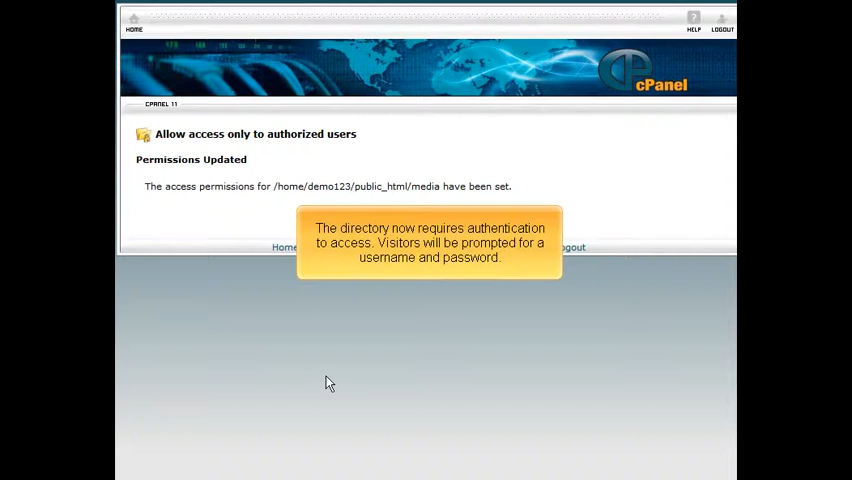 HOME
HELP
LOGOUT
cPanel
CPANEL 11
Allow access only to authorized users
Permissions Updated
The access permissions for /home/demo123/public_html/media have been set.
The directory now requires authentication
to access. Visitors will be prompted for a
username and password.
Home
ogout